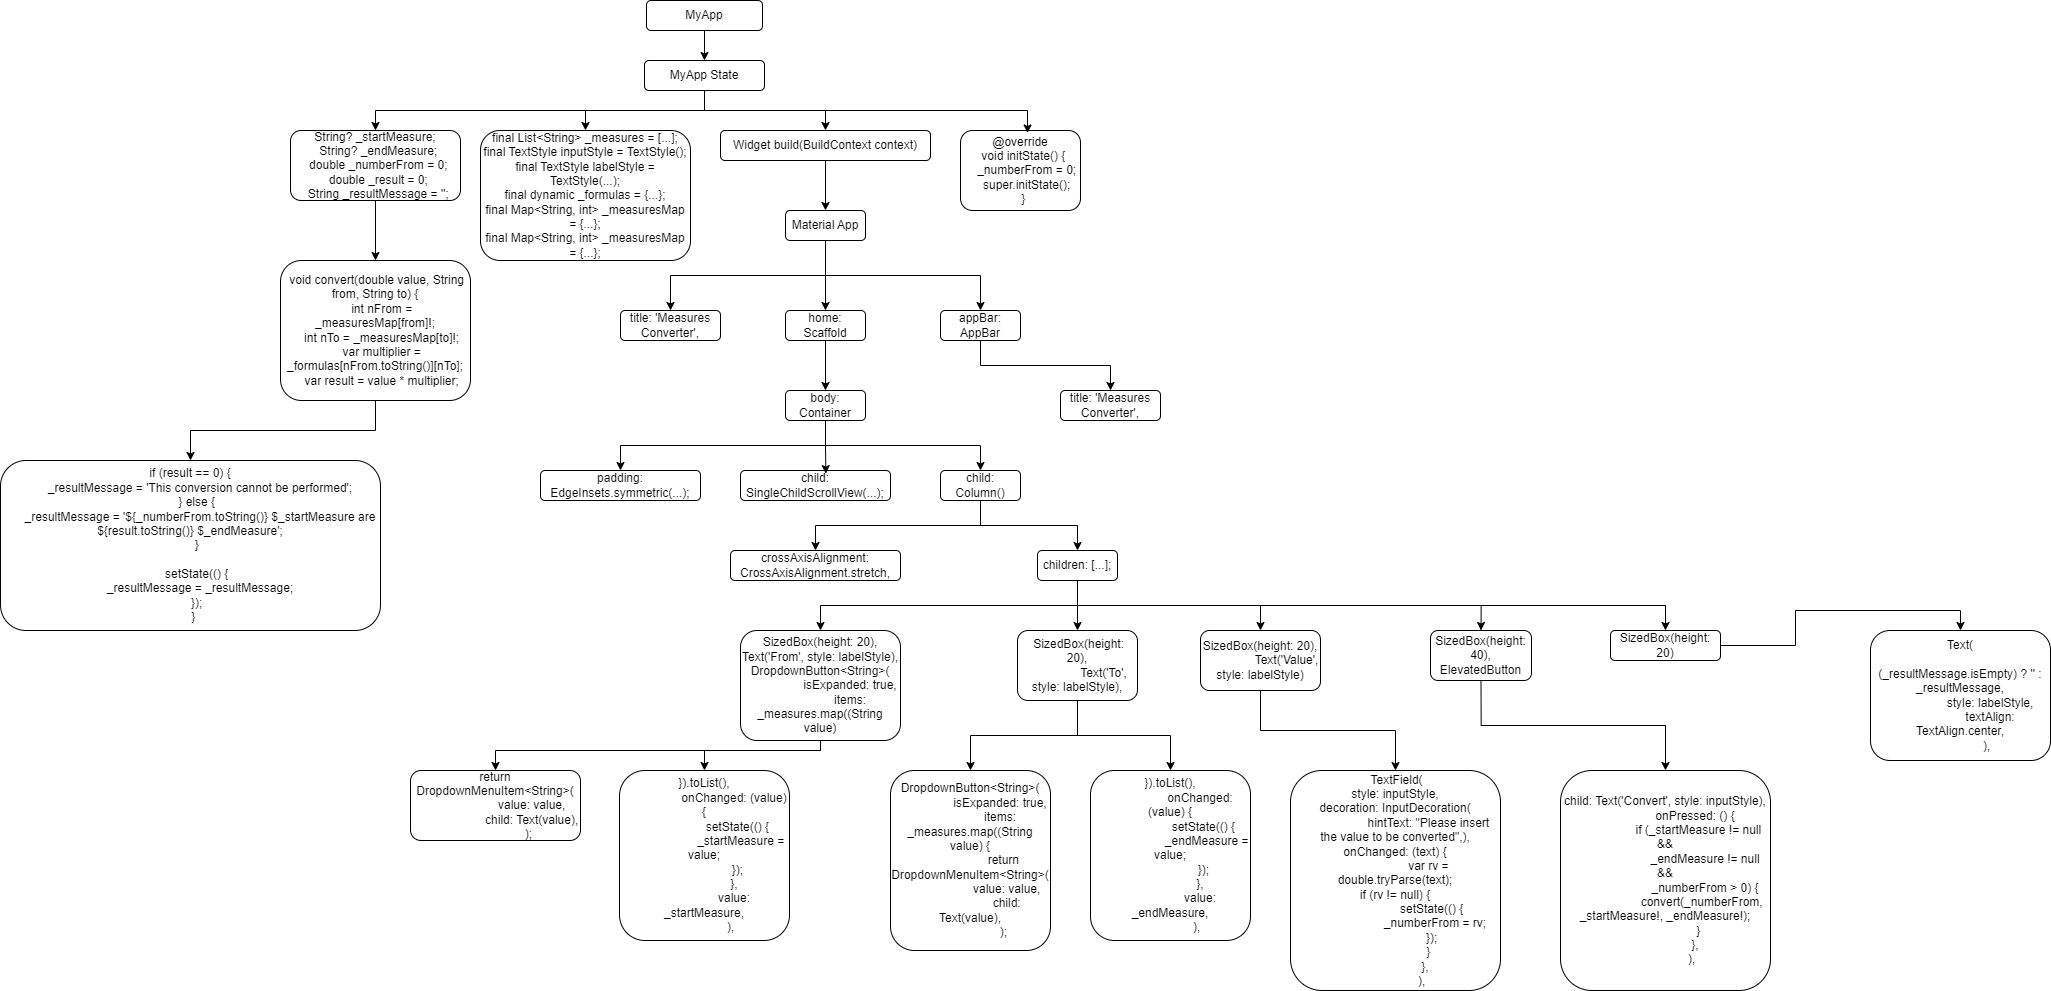 MyApp
MyApp State
String? _startMeasure;
String? _endMeasure;
double _numberFrom = 0;
double _result = 0;
String _resultMessage = '';
final List<String> _measures = [...];
final TextStyle inputStyle = TextStyle();
final TextStyle labelStyle =
TextStyle(...);
final dynamic _formulas = {...};
final Map<String, int> _measuresMap
= {...};
final Map<String, int> _measuresMap
= {...};
Widget build(BuildContext context)
@override
void initState() {
_numberFrom = 0;
super.initState();
}
Material App
void convert(double value, String
from, String to) {
int nFrom =
_measuresMap[from]!;
int nTo = _measuresMap[to]!;
var multiplier =
_formulas[nFrom.toString()][nTo];
var result = value * multiplier;
title: 'Measures
Converter',
home:
Scaffold
appBar:
AppBar
body:
Container
title: 'Measures
Converter',
if (result == 0) {
_resultMessage = 'This conversion cannot be performed';
} else {
_resultMessage = '${_numberFrom.toString()} $_startMeasure are
${result.toString()} $_endMeasure';
}
setState(() {
_resultMessage = _resultMessage;
});
}
padding:
EdgeInsets.symmetric(...);
child:
SingleChildScrollView(...);
child:
Column()
crossAxisAlignment:
CrossAxisAlignment.stretch,
children: [...];
SizedBox(height: 20),
Text('From', style: labelStyle),
DropdownButton<String>(
isExpanded: true,
items:
_measures.map((String
value)
SizedBox(height:
20),
Text('To',
style: labelStyle),
SizedBox(height: 20),
Text('Value',
style: labelStyle)
SizedBox(height:
40),
ElevatedButton
SizedBox(height:
20)
Text(
(_resultMessage.isEmpty) ? '' :
_resultMessage,
style: labelStyle,
textAlign:
TextAlign.center,
),
return
DropdownMenuItem<String>(
value: value,
child: Text(value),
);
}).toList(),
onChanged: (value)
{
setState(() {
_startMeasure =
value;
});
},
value:
_startMeasure,
),
DropdownButton<String>(
isExpanded: true,
items:
_measures.map((String
value) {
return
DropdownMenuItem<String>(
value: value,
child:
Text(value),
);
}).toList(),
onChanged:
(value) {
setState(() {
_endMeasure =
value;
});
},
value:
_endMeasure,
),
TextField(
style: inputStyle,
decoration: InputDecoration(
hintText: "Please insert
the value to be converted",),
onChanged: (text) {
var rv =
double.tryParse(text);
if (rv != null) {
setState(() {
_numberFrom = rv;
});
}
},
),
child: Text('Convert', style: inputStyle),
onPressed: () {
if (_startMeasure != null
&&
_endMeasure != null
&&
_numberFrom > 0) {
convert(_numberFrom,
_startMeasure!, _endMeasure!);
}
},
),